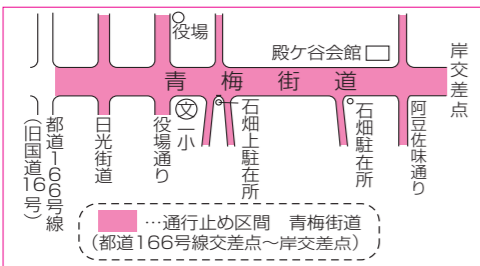 役場
殿ケ谷会館
岸交差点
青梅街道
都道166号線
（旧国道16号）
日光街道
役場通り
文
一小
石畑上駐在所
石畑駐在所
阿豆佐味通り
…通行止め区間　青梅街道
（都道166号線交差点～岸交差点）